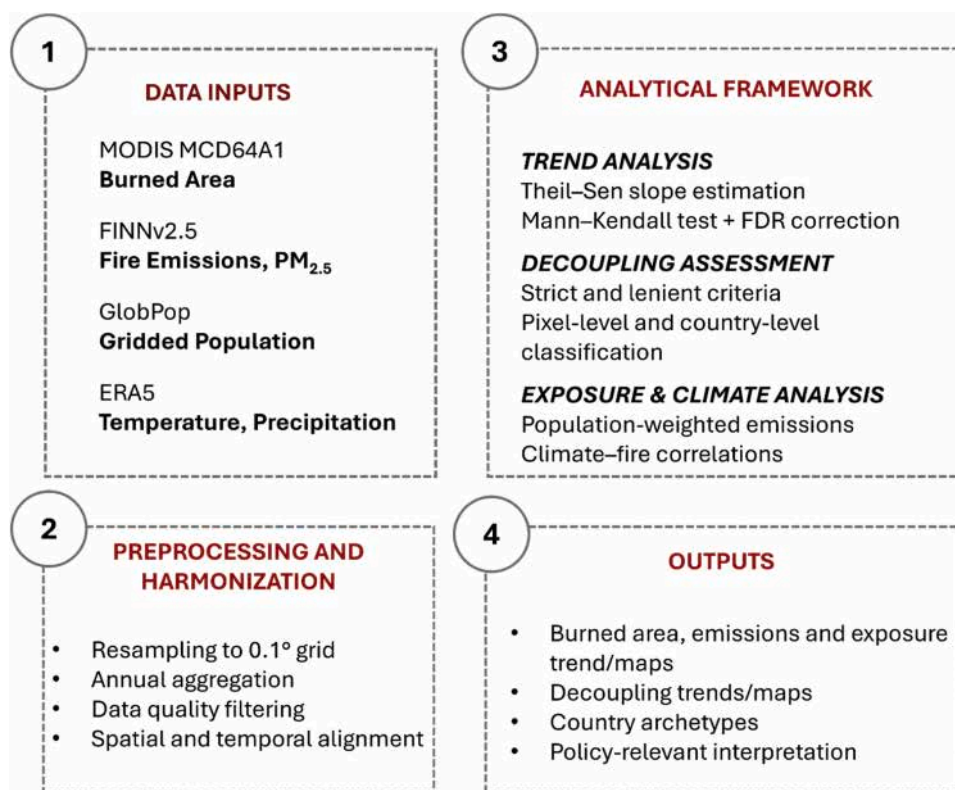 1
DATA INPUTS
MODIS MCD64A1
Burned Area
FINNv2.5
Fire Emissions, PM2.5
GlobPop
Gridded Population
ERA5
Temperature, Precipitation
2
PREPROCESSING AND
HARMONIZATION
• Resampling to 0.1° grid
• Annual aggregation
• Data quality filtering
• Spatial and temporal alignment
3
ANALYTICAL FRAMEWORK
TREND ANALYSIS
Theil–Sen slope estimation
Mann–Kendall test + FDR correction
DECOUPLING ASSESSMENT
Strict and lenient criteria
Pixel-level and country-level
classification
EXPOSURE & CLIMATE ANALYSIS
Population-weighted emissions
Climate–fire correlations
4
OUTPUTS
• Burned area, emissions and exposure
trend/maps
• Decoupling trends/maps
• Country archetypes
• Policy-relevant interpretation